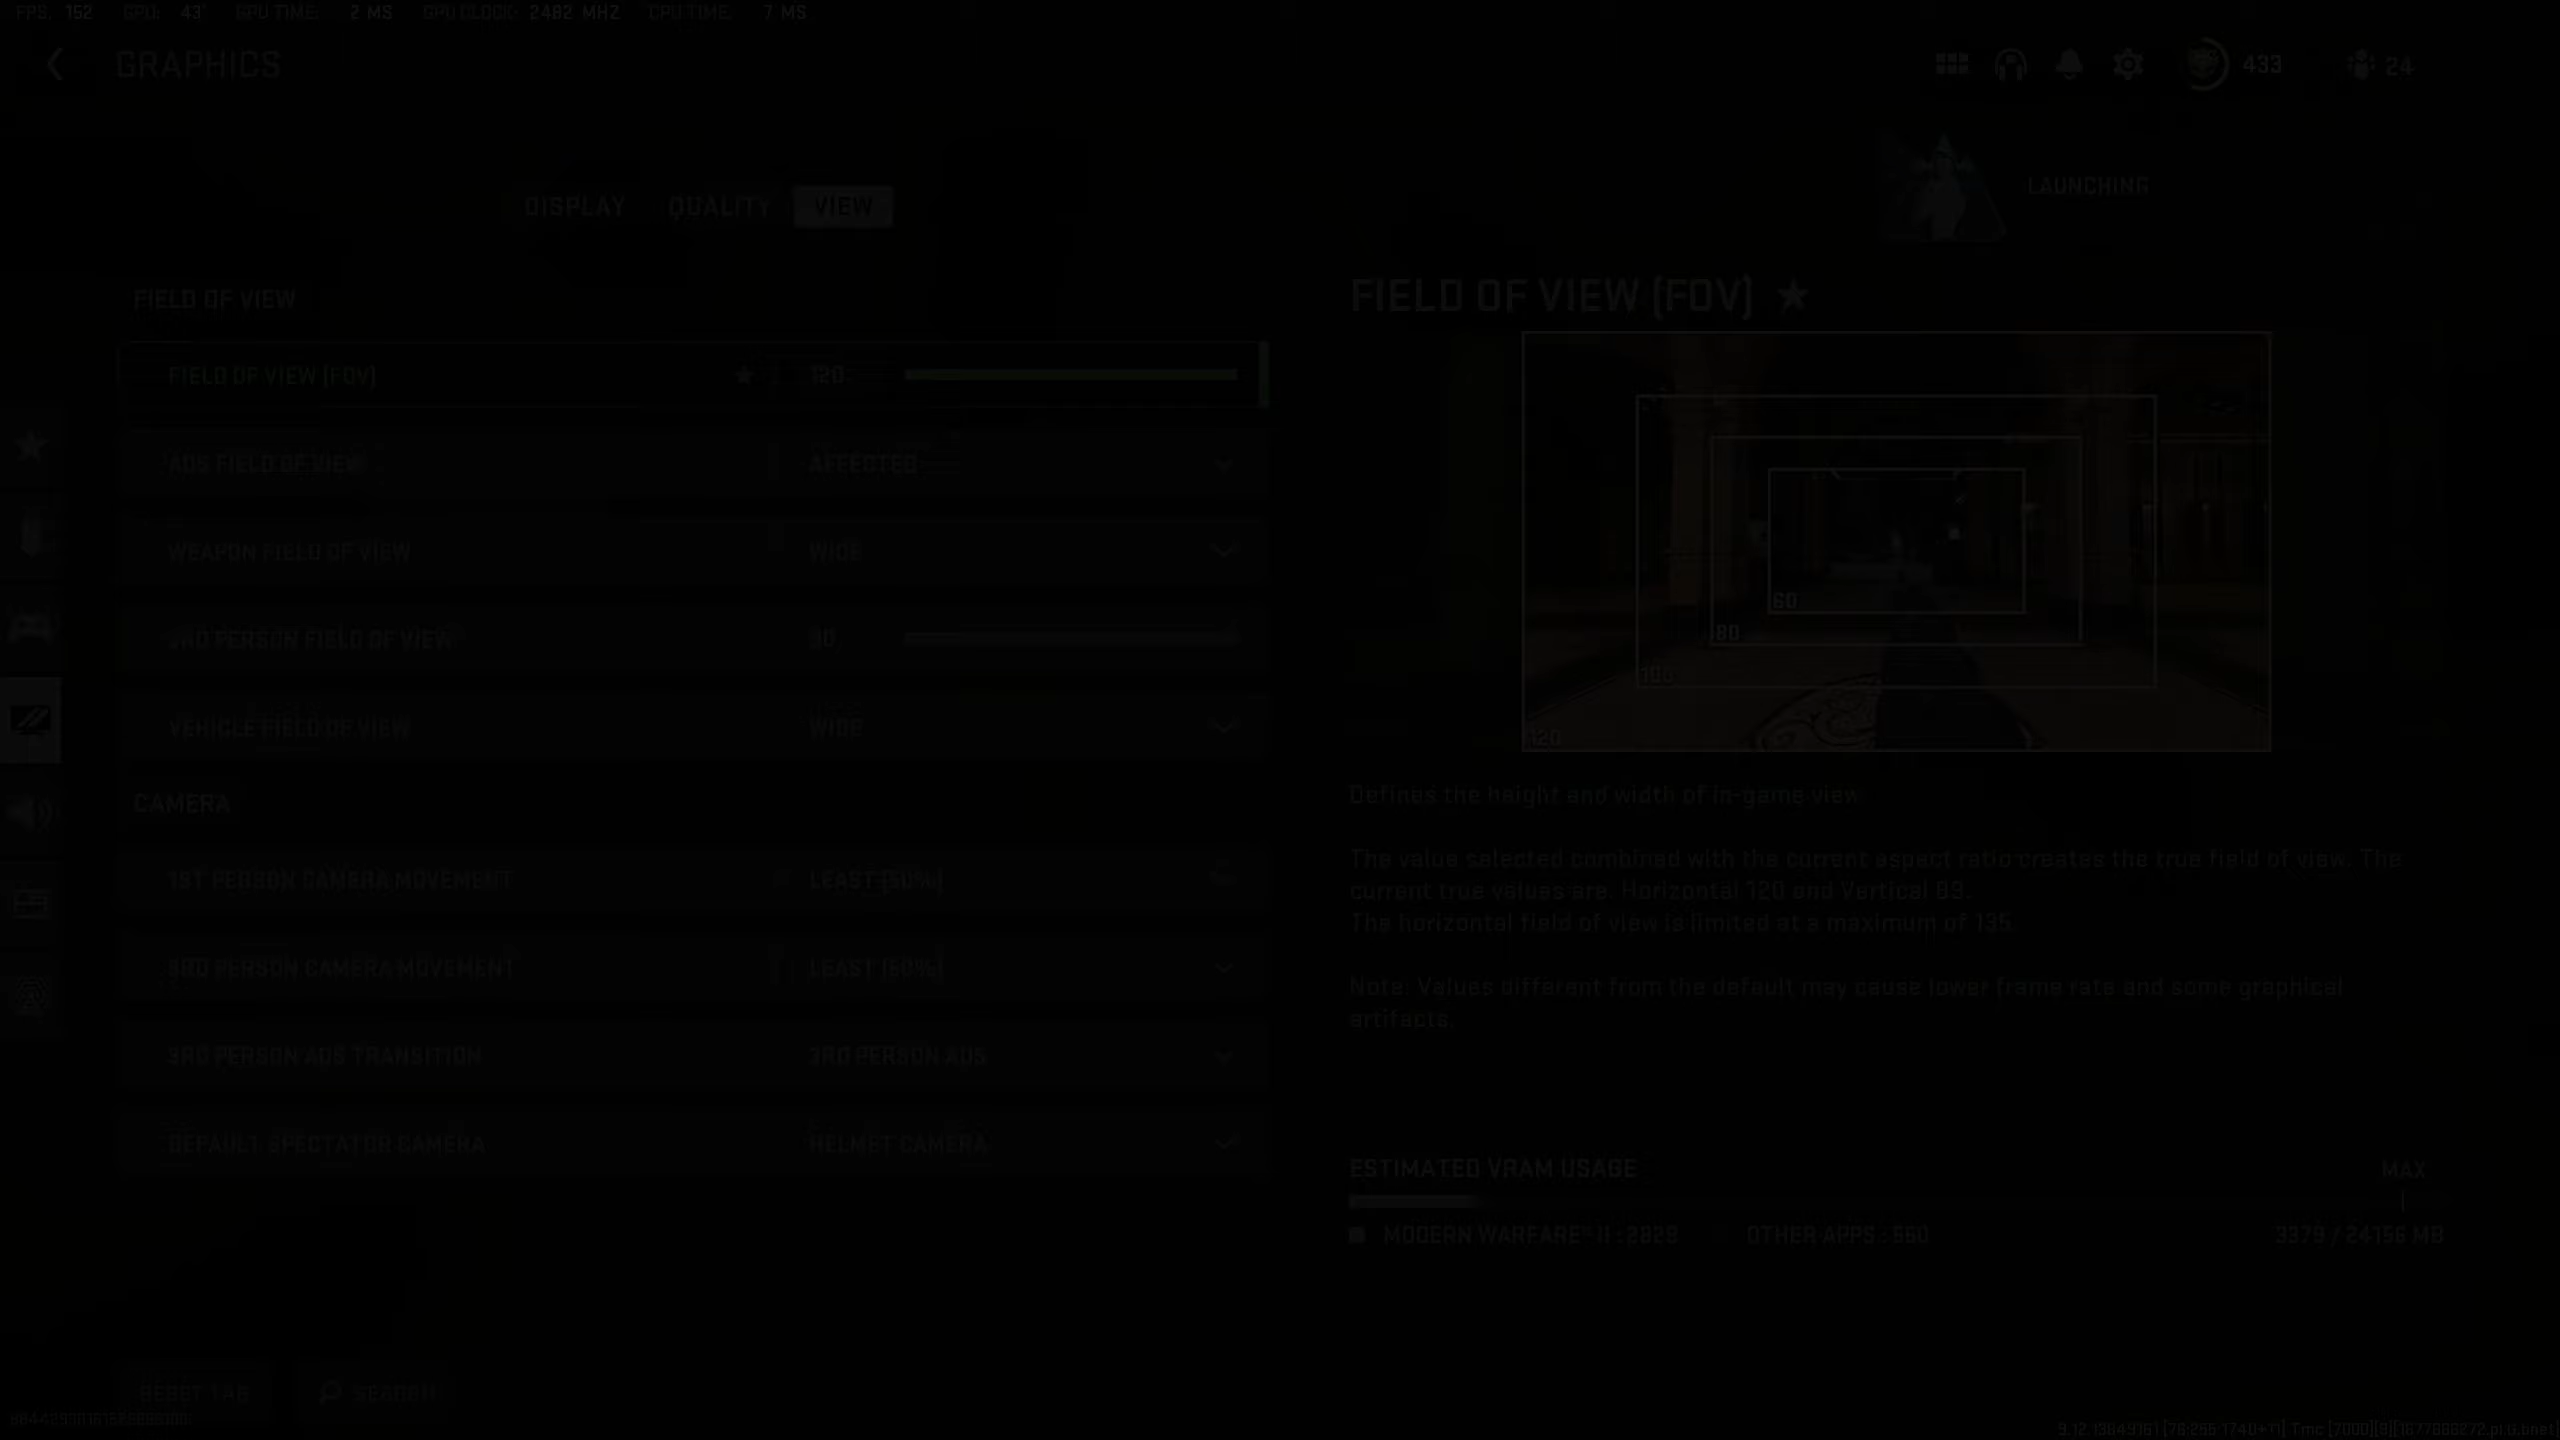 FPS: 152 GPU: 43 GPU TIME: 2 MS GPU CLOCK: 2482 MHZ CPU TIME: 7 MS
GRAPHICS
433
24
DISPLAY QUALITY VIEW
LAUNCHING
FIELD OF VIEW
FIELD OF VIEW (FOV) 120
ADS FIELD OF VIEW AFFECTED
WEAPON FIELD OF VIEW WIDE
3RD PERSON FIELD OF VIEW 90
VEHICLE FIELD OF VIEW WIDE
CAMERA
1ST PERSON CAMERA MOVEMENT LEAST (50%)
3RD PERSON CAMERA MOVEMENT LEAST (50%)
3RD PERSON ADS TRANSITION 3RD PERSON ADS
DEFAULT SPECTATOR CAMERA HELMET CAMERA
RESET TAB SEARCH
FIELD OF VIEW (FOV)
60
80
100
120
Defines the height and width of in-game view.
The value selected combined with the current aspect ratio creates the true field of view. The
current true values are: Horizontal 120 and Vertical 89.
The horizontal field of view is limited at a maximum of 135.
Note: Values different from the default may cause lower frame rate and some graphical
artifacts.
ESTIMATED VRAM USAGE MAX
MODERN WARFARE® II : 2829 OTHER APPS : 550 3379 / 24156 MB